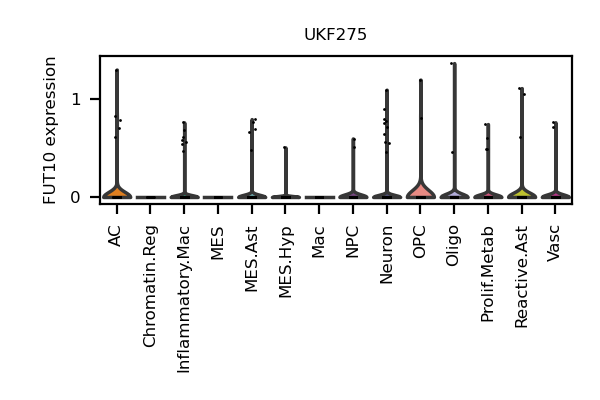 UKF275
FUT10 expression
1
0
AC
Chromatin.Reg
Inflammatory.Mac
MES
MES.Ast
MES.Hyp
Mac
NPC
Neuron
OPC
Oligo
Prolif.Metab
Reactive.Ast
Vasc